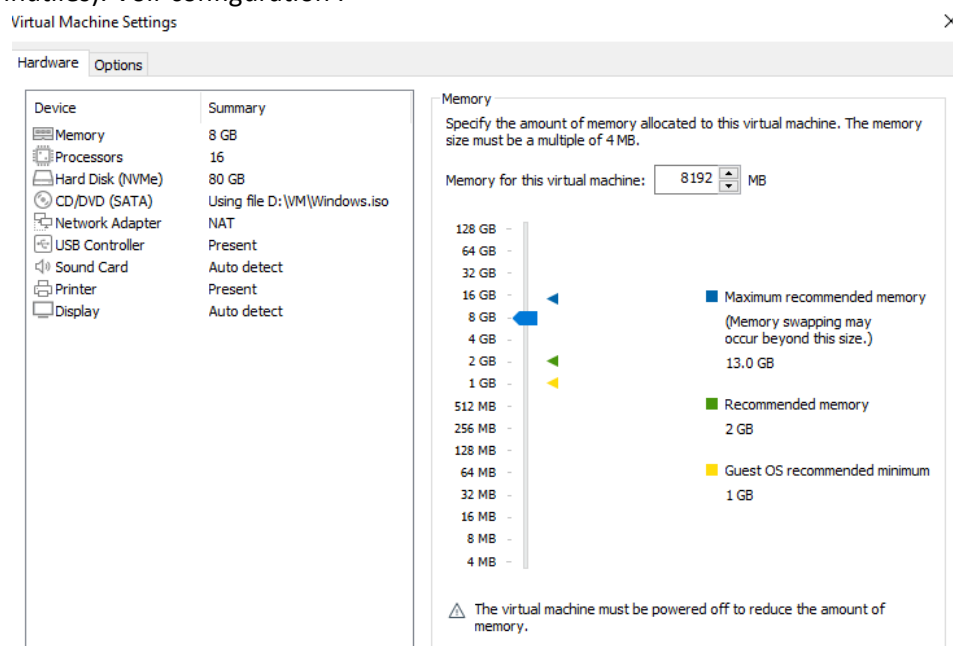 Voir configuration :
Virtual Machine Settings
Hardware Options
Device Summary
Memory 8 GB
Processors 16
Hard Disk (NVMe) 80 GB
CD/DVD (SATA) Using file D:\VM\Windows.iso
Network Adapter NAT
USB Controller Present
Sound Card Auto detect
Printer Present
Display Auto detect
Memory
Specify the amount of memory allocated to this virtual machine. The memory
size must be a multiple of 4 MB.
Memory for this virtual machine: 8192 MB
128 GB
64 GB
32 GB
16 GB
8 GB
4 GB
2 GB
1 GB
512 MB
256 MB
128 MB
64 MB
32 MB
16 MB
8 MB
4 MB
Maximum recommended memory
(Memory swapping may
occur beyond this size.)
13.0 GB
Recommended memory
2 GB
Guest OS recommended minimum
1 GB
The virtual machine must be powered off to reduce the amount of
memory.